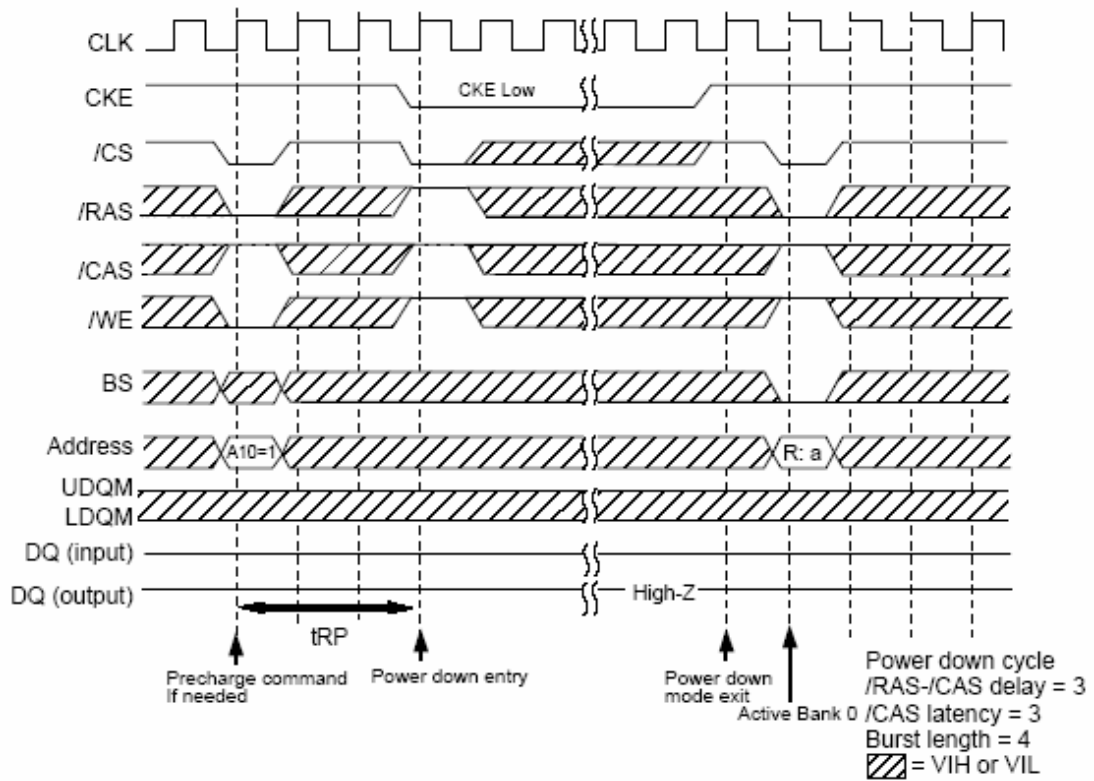 CLK
CKE
CKE Low
/CS
/RAS
/CAS
/WE
BS
Address
A10=1
R: a
UDQM
LDQM
DQ (input)
DQ (output)
High-Z
tRP
Precharge command
If needed
Power down entry
Power down
mode exit
Active Bank 0
Power down cycle
/RAS-/CAS delay = 3
/CAS latency = 3
Burst length = 4
= VIH or VIL